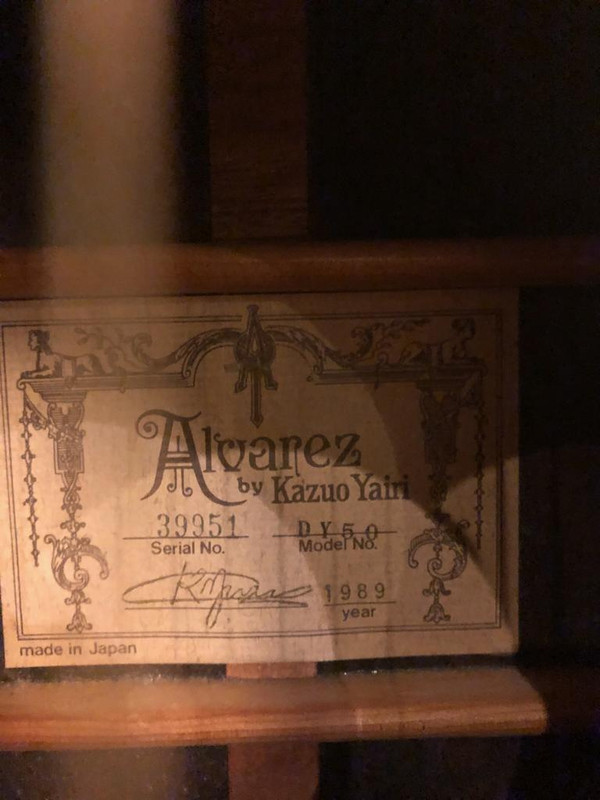 Alvarez
by Kazuo Yairi
39951 DY50
Serial No. Model No.
1989
year
made in Japan